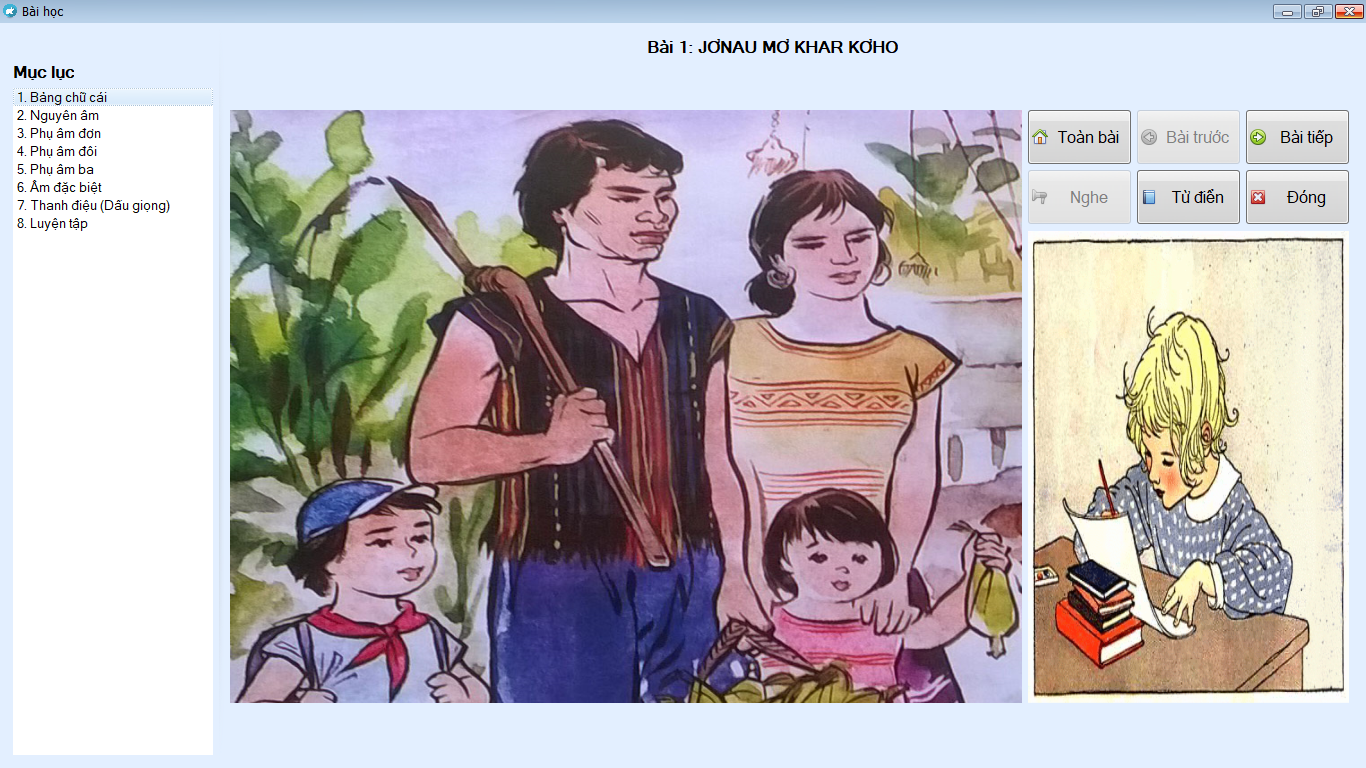 Bài học
Bài 1: JƠNAU MƠ KHAR KƠHO
Mục lục
1. Bảng chữ cái
2. Nguyên âm
3. Phụ âm đơn
4. Phụ âm đôi
5. Phụ âm ba
6. Âm đặc biệt
7. Thanh điệu (Dấu giọng)
8. Luyện tập
Toàn bài
Bài trước
Bài tiếp
Nghe
Từ điển
Đóng